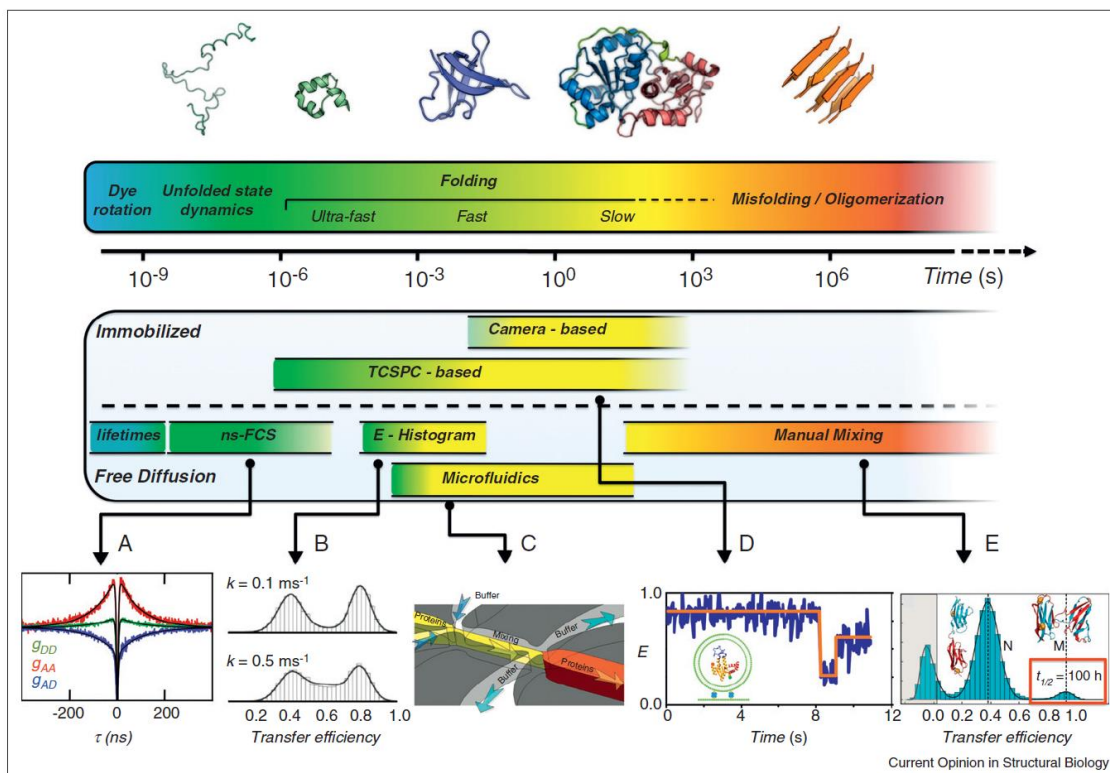 Dye rotation
Unfolded state dynamics
Folding
Ultra-fast
Fast
Slow
Misfolding / Oligomerization
10-9
10-6
10-3
100
103
106
Time (s)
Immobilized
Camera - based
TCSPC - based
lifetimes
ns-FCS
E - Histogram
Manual Mixing
Free Diffusion
Microfluidics
A
B
C
D
E
gDD
gAA
gAD
-200
0
200
τ (ns)
k = 0.1 ms-1
k = 0.5 ms-1
0.2 0.4 0.6 0.8 1.0
Transfer efficiency
Buffer
Proteins
Mixing
Buffer
Buffer
Proteins
1.0
E
0.0
0 4 8 12
Time (s)
N
M
t1/2 = 100 h
0.0 0.2 0.4 0.6 0.8 1.0
Transfer efficiency
Current Opinion in Structural Biology